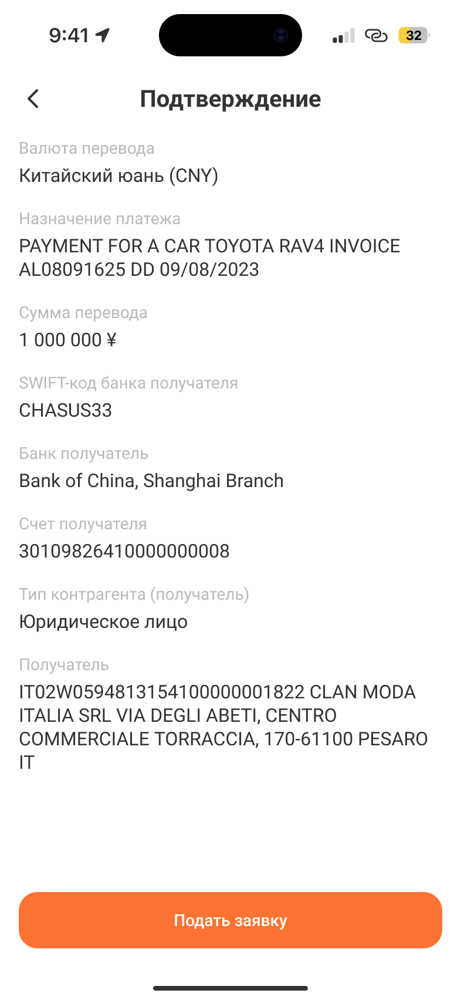 9:41
32
Подтверждение
Валюта перевода
Китайский юань (CNY)
Назначение платежа
PAYMENT FOR A CAR TOYOTA RAV4 INVOICE
AL08091625 DD 09/08/2023
Сумма перевода
1 000 000 ¥
SWIFT-код банка получателя
CHASUS33
Банк получатель
Bank of China, Shanghai Branch
Счет получателя
30109826410000000008
Тип контрагента (получатель)
Юридическое лицо
Получатель
IT02W0594813154100000001822 CLAN MODA
ITALIA SRL VIA DEGLI ABETI, CENTRO
COMMERCIALE TORRACCIA, 170-61100 PESARO
IT
Подать заявку